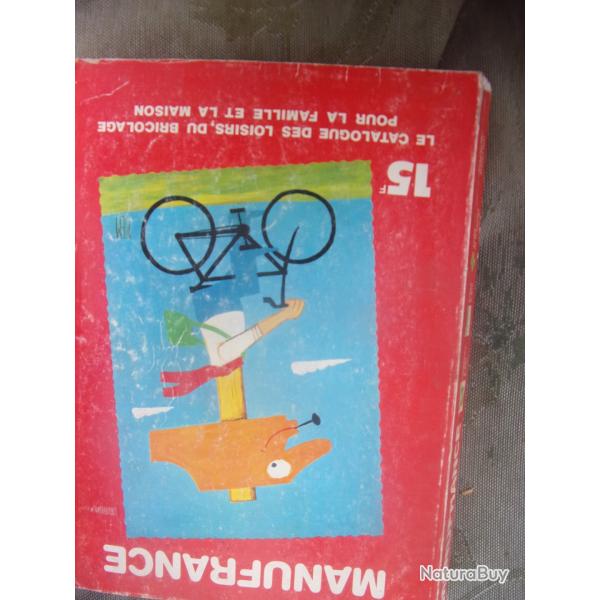 MANUFRANCE
15F
LE CATALOGUE DES LOISIRS, DU BRICOLAGE
POUR LA FAMILLE ET LA MAISON
NaturaBuy